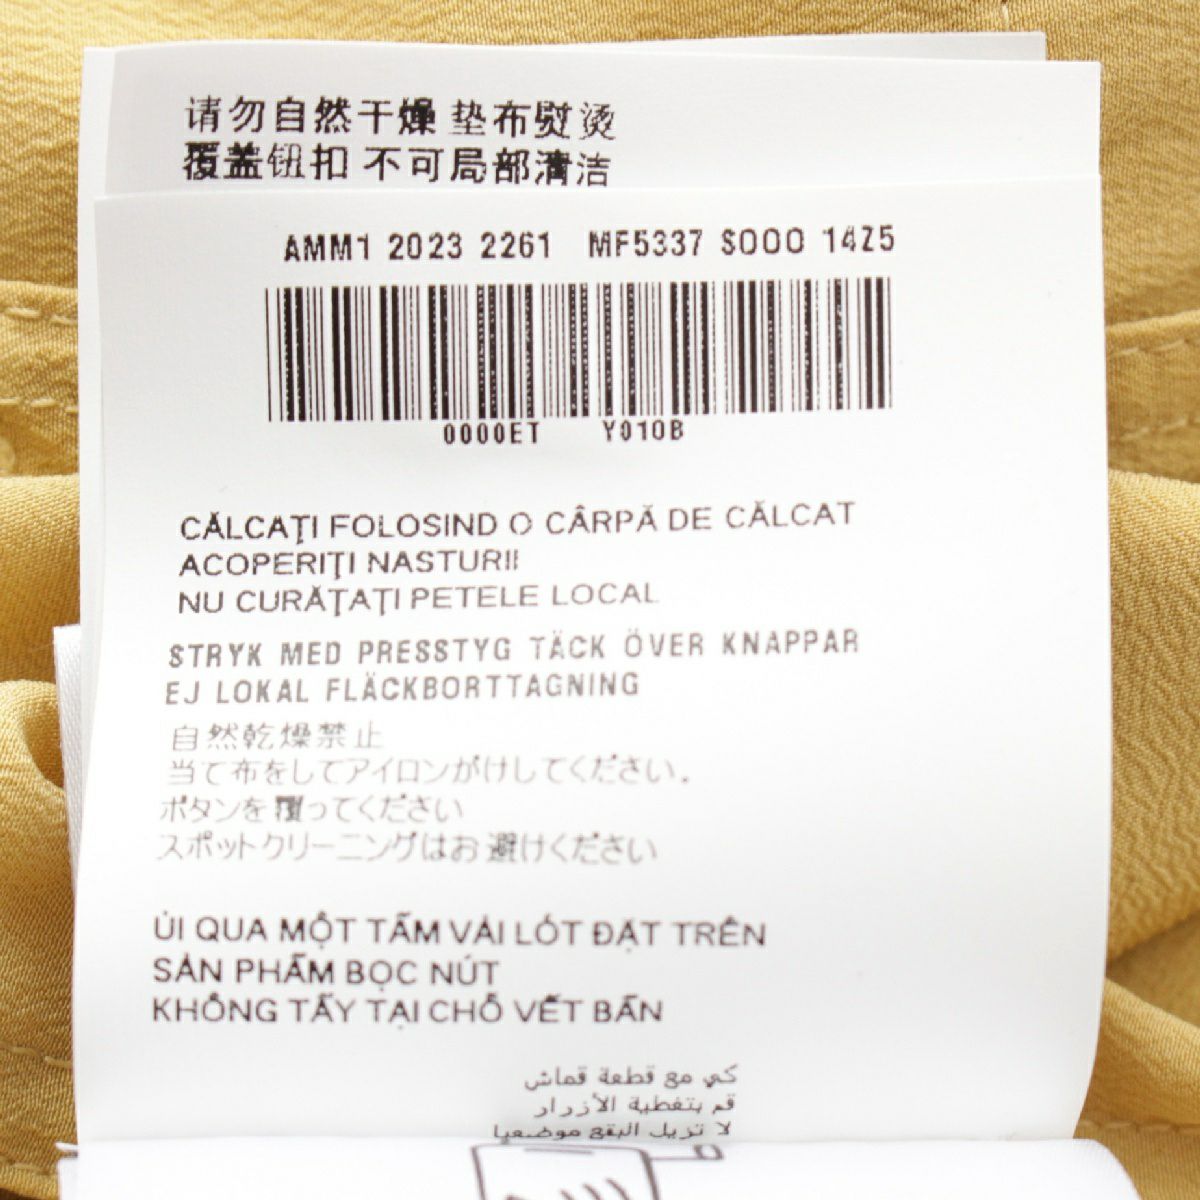 请勿自然干燥 垫布熨烫
覆盖钮扣 不可局部清洁
AMM1 2023 2261 MF5337 S000 14Z5
0000ET Y010B
CĂLCAŢI FOLOSIND O CÂRPĂ DE CĂLCAT
ACOPERIŢI NASTURII
NU CURĂŢAŢI PETELE LOCAL
STRYK MED PRESSTYG TÄCK ÖVER KNAPPAR
EJ LOKAL FLÄCKBORTTAGNING
自然乾燥禁止
当て布をしてアイロンがけしてください。
ボタンを覆ってください
スポットクリーニングはお避けください
ỦI QUA MỘT TẤM VẢI LÓT ĐẶT TRÊN
SẢN PHẨM BỌC NÚT
KHÔNG TẨY TẠI CHỖ VẾT BẨN
كي مع قطعة قماش
قم بتغطية الأزرار
لا تزيل البقع موضعيا